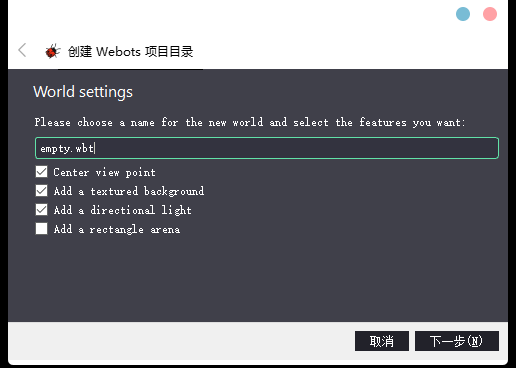 创建 Webots 项目目录
World settings
Please choose a name for the new world and select the features you want:
empty.wbt
Center view point
Add a textured background
Add a directional light
Add a rectangle arena
取消 下一步(N)